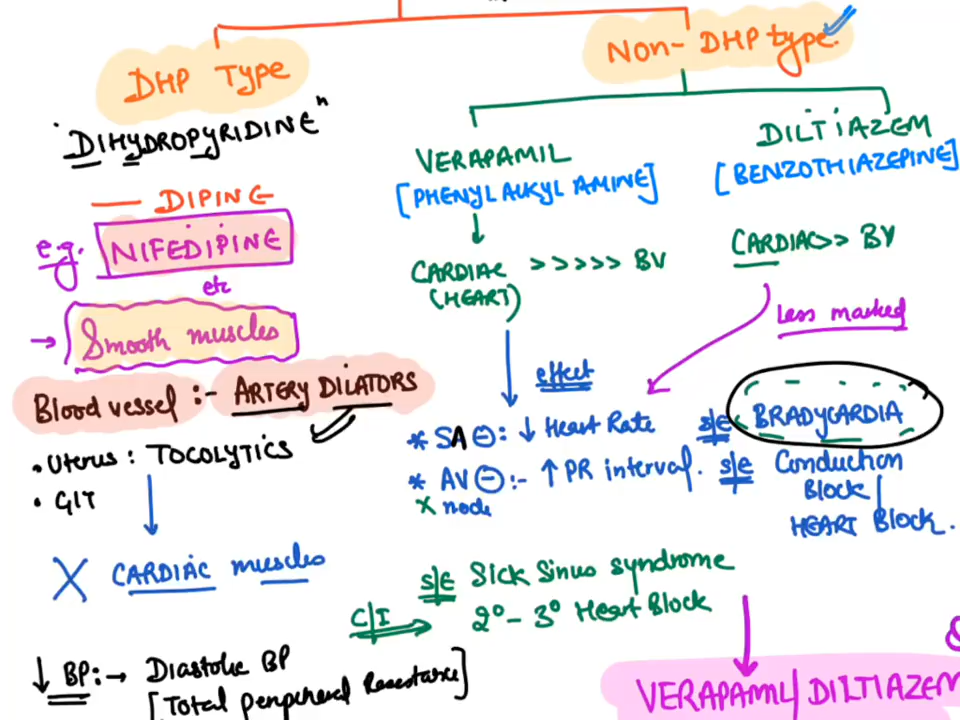 DHP TYPE
"DIHYDROPYRIDINE"
— DIPINE
e.g. NIFEDIPINE
etc
→ Smooth muscles
Blood vessel :- ARTERY DILATORS
• Uterus : TOCOLYTICS
• GIT
X CARDIAC muscles
↓ BP:→ Diastolic BP
[Total peripheral Resistance]
Non-DHP type
VERAPAMIL
[PHENYL ALKYL AMINE]
CARDIAC >>>>> BV
(HEART)
DILTIAZEM
[BENZOTHIAZEPINE]
CARDIAC>> BV
Less marked
effect
* SA ⊖: ↓ Heart Rate s/e BRADYCARDIA
* AV ⊖:- ↑ PR interval. s/e Conduction
X node Block
HEART Block.
s/e Sick Sinus syndrome
C/I 2° - 3° Heart Block
VERAPAMIL/DILTIAZEM